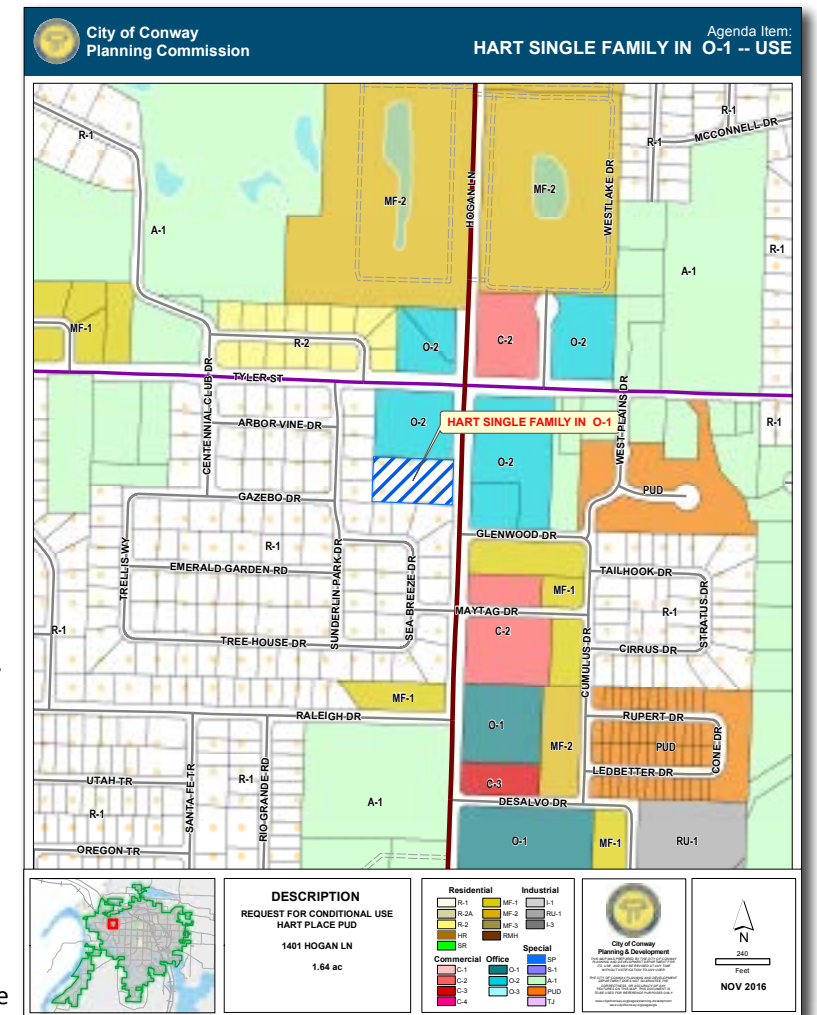 City of Conway
Planning Commission
Agenda Item:
HART SINGLE FAMILY IN O-1 -- USE
R-1
R-1
MCCONNELL DR
R-1
MF-2
HOGAN LN
MF-2
WESTLAKE DR
A-1
R-1
A-1
MF-1
R-2
O-2
C-2
O-2
CENTENNIAL CLUB DR
TYLER ST
WEST PLAINS DR
ARBOR VINE DR
O-2
HART SINGLE FAMILY IN O-1
R-1
O-2
PUD
GAZEBO DR
GLENWOOD DR
R-1
TRELLIS WY
EMERALD GARDEN RD
SUNDERLIN PARK DR
SEA BREEZE DR
TAILHOOK DR
MF-1
MAYTAG DR
R-1
STRATUS DR
C-2
R-1
TREE HOUSE DR
CUMULUS DR
CIRRUS DR
MF-1
RALEIGH DR
O-1
RUPERT DR
MF-2
PUD
CONE DR
UTAH TR
SANTA FE TR
R-1
RIO GRANDE RD
C-3
LEDBETTER DR
A-1
DESALVO DR
R-1
OREGON TR
O-1
MF-1
RU-1
e
DESCRIPTION
REQUEST FOR CONDITIONAL USE
HART PLACE PUD
1401 HOGAN LN
1.64 ac
Residential
R-1
R-2A
R-2
HR
SR
MF-1
MF-2
MF-3
RMH
Industrial
I-1
RU-1
I-3
Commercial
C-1
C-2
C-3
C-4
Office
O-1
O-2
O-3
Special
SP
S-1
A-1
PUD
TJ
City of Conway
Planning & Development
N
240
Feet
NOV 2016